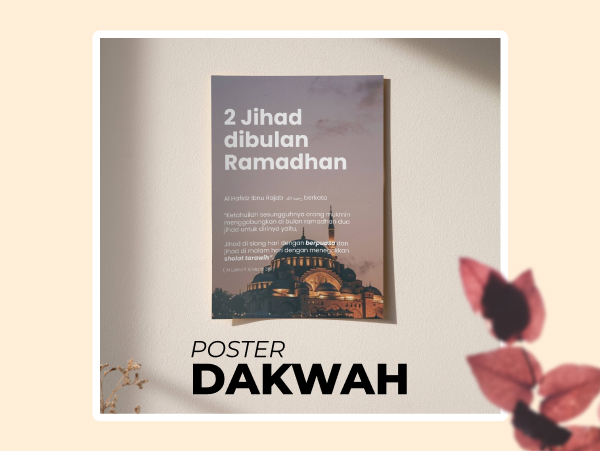 2 Jihad
dibulan
Ramadhan
Al Hafidz Ibnu Rajab berkata
"Ketahuilah sesungguhnya orang mukmin
menggabungkan di bulan ramadhan dua
jihad untuk dirinya yaitu,
Jihad di siang hari dengan berpuasa dan
jihad di malam hari dengan menegakkan
sholat tarawih"
POSTER
DAKWAH